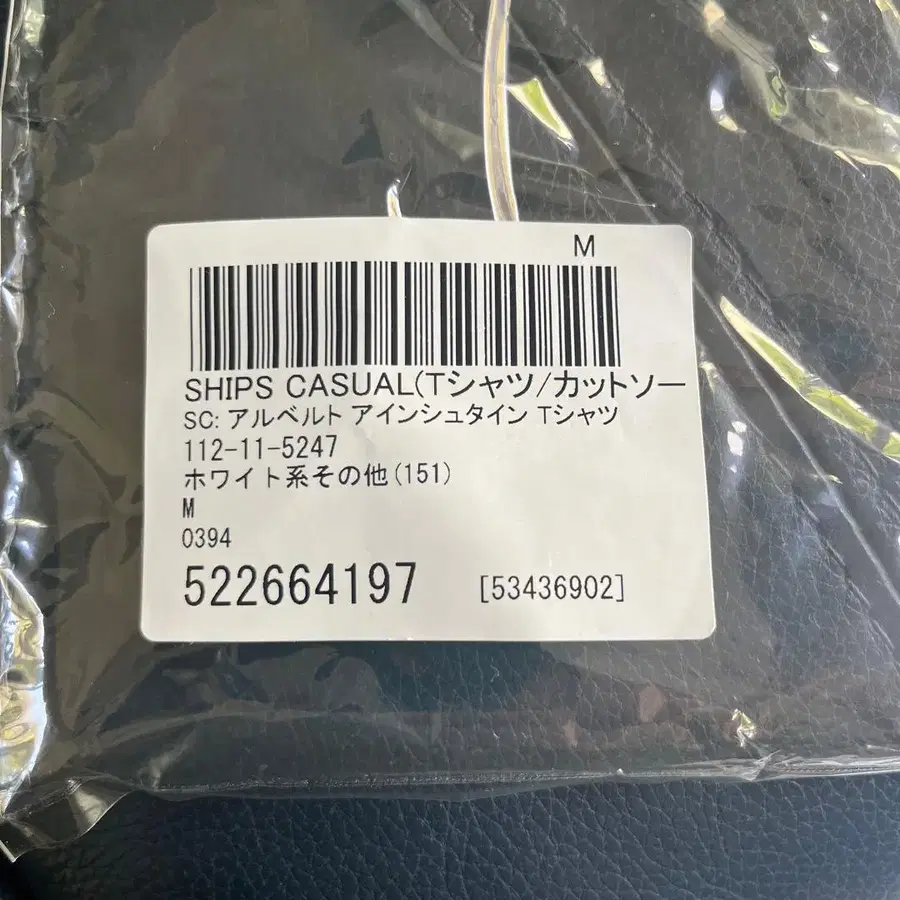 M
SHIPS CASUAL(Tシャツ/カットソー
SC: アルベルト アインシュタイン Tシャツ
112-11-5247
ホワイト系その他(151)
M
0394
522664197 [53436902]